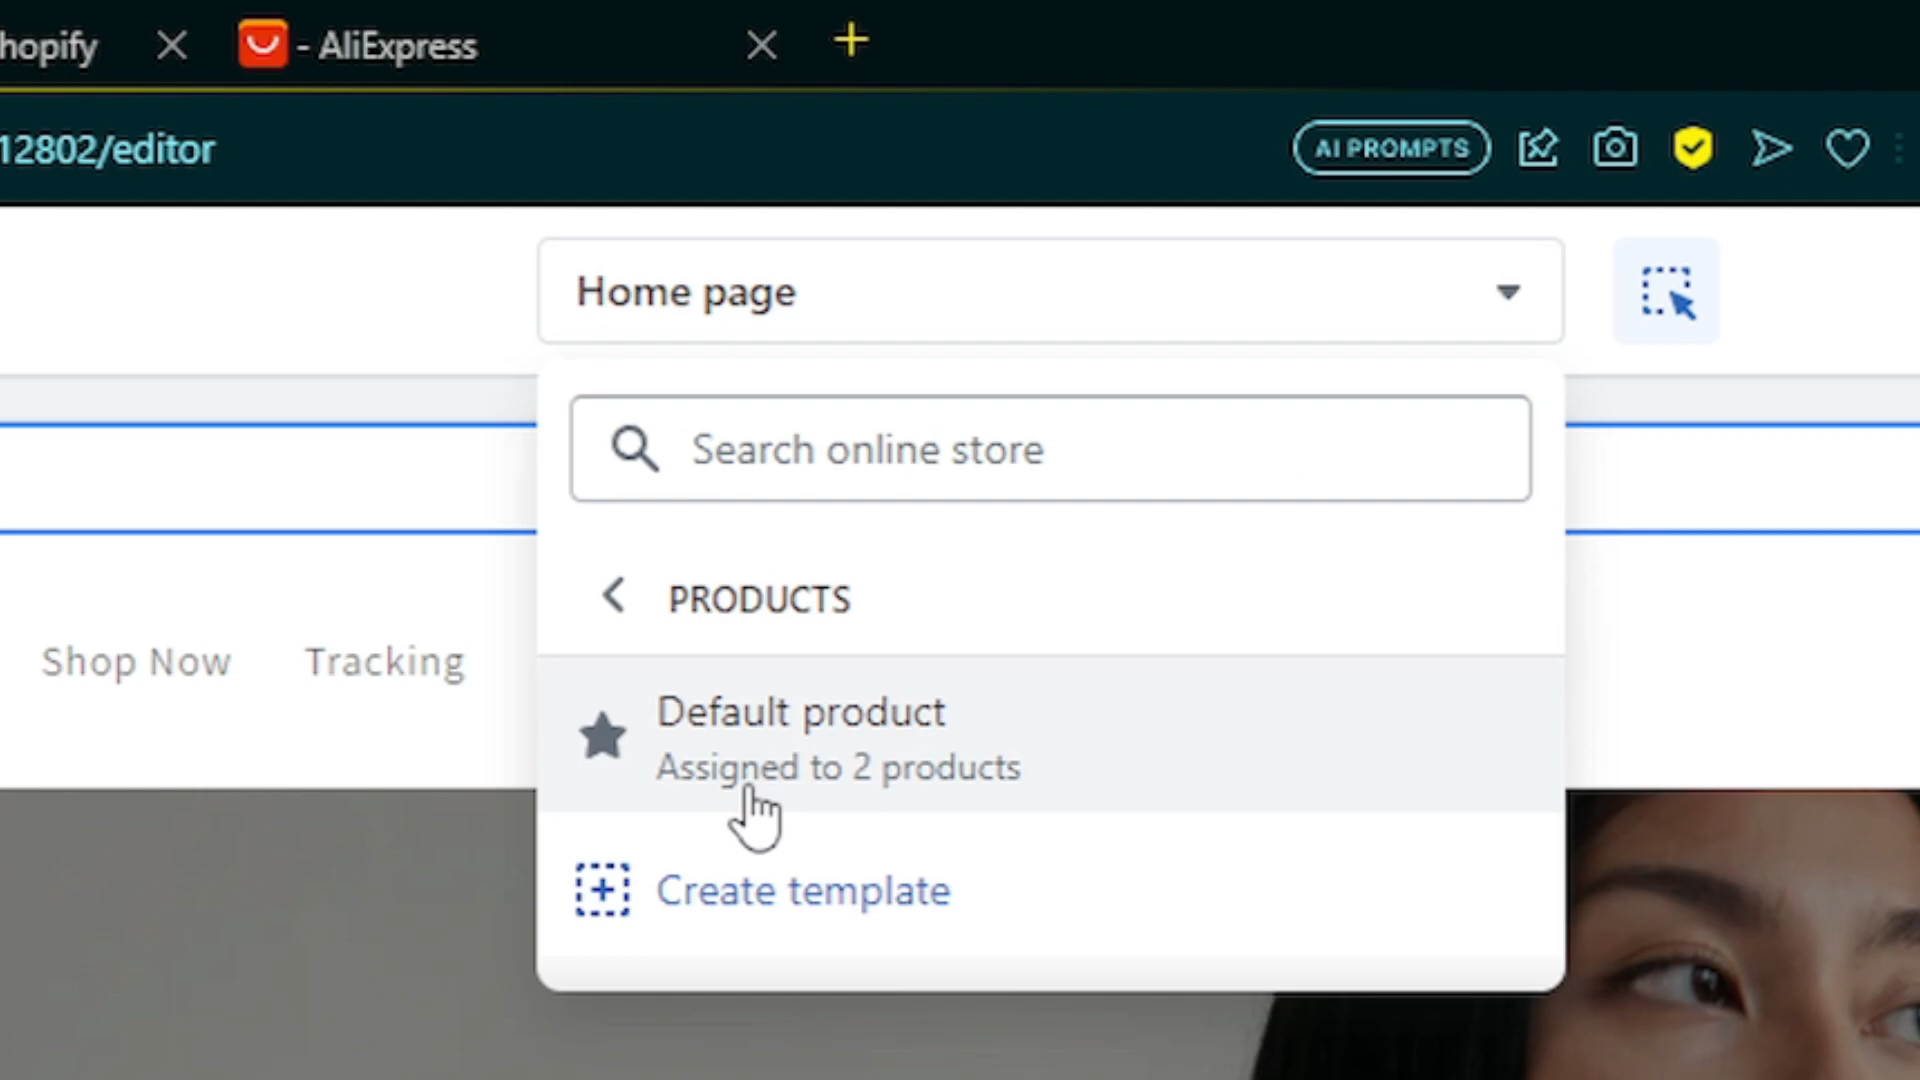 hopify
- AliExpress
12802/editor
AI PROMPTS
Home page
Search online store
PRODUCTS
Shop Now
Tracking
Default product
Assigned to 2 products
Create template